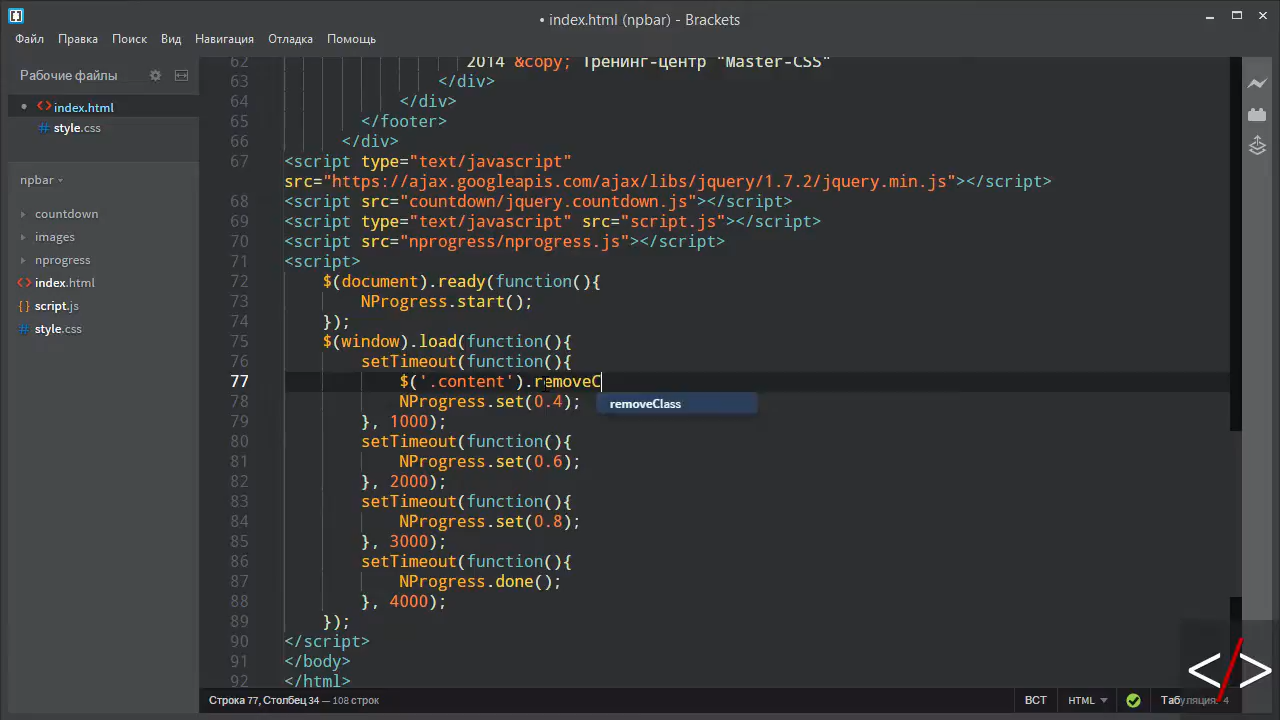 • index.html (npbar) - Brackets
Файл Правка Поиск Вид Навигация Отладка Помощь
Рабочие файлы
• <> index.html
# style.css
npbar
countdown
images
nprogress
<> index.html
{ } script.js
# style.css
62 2014 &copy; Тренинг-центр "Master-CSS"
63 </div>
64 </div>
65 </footer>
66 </div>
67 <script type="text/javascript"
src="https://ajax.googleapis.com/ajax/libs/jquery/1.7.2/jquery.min.js"></script>
68 <script src="countdown/jquery.countdown.js"></script>
69 <script type="text/javascript" src="script.js"></script>
70 <script src="nprogress/nprogress.js"></script>
71 <script>
72 $(document).ready(function(){
73 NProgress.start();
74 });
75 $(window).load(function(){
76 setTimeout(function(){
77 $('.content').removeC
removeClass
78 NProgress.set(0.4);
79 }, 1000);
80 setTimeout(function(){
81 NProgress.set(0.6);
82 }, 2000);
83 setTimeout(function(){
84 NProgress.set(0.8);
85 }, 3000);
86 setTimeout(function(){
87 NProgress.done();
88 }, 4000);
89 });
90 </script>
91 </body>
92 </html>
Строка 77, Столбец 34 — 108 строк
ВСТ HTML Табуляция: 4
</>